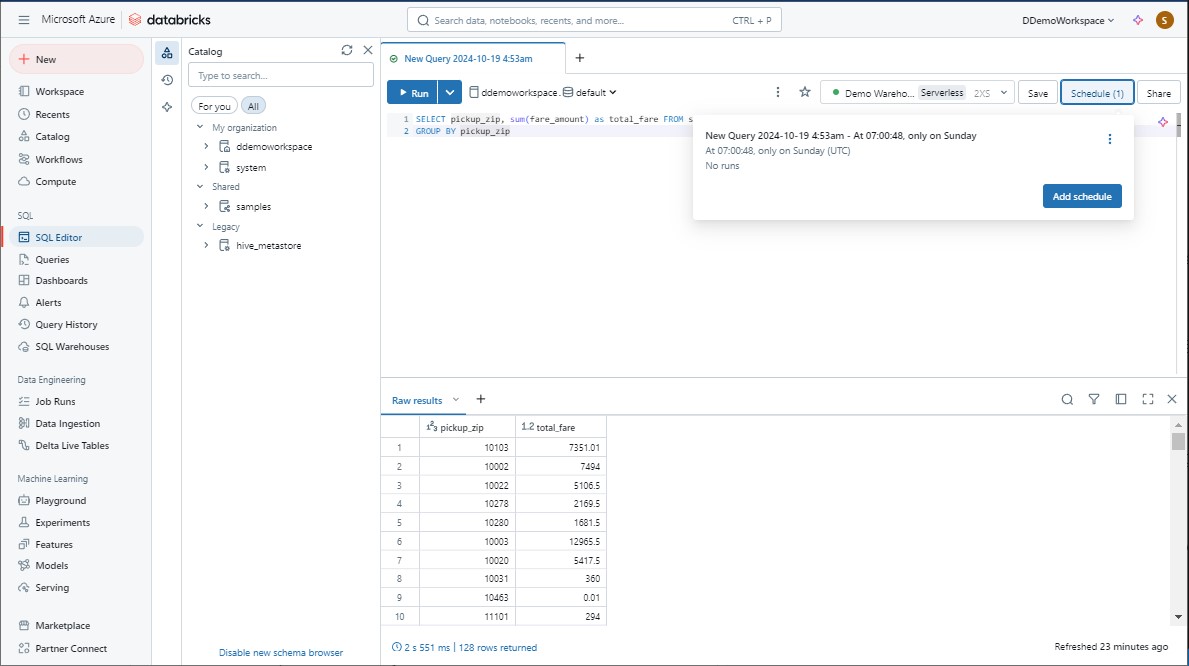 Microsoft Azure databricks
Search data, notebooks, recents, and more... CTRL + P
DDemoWorkspace
S
New
Workspace
Recents
Catalog
Workflows
Compute
SQL
SQL Editor
Queries
Dashboards
Alerts
Query History
SQL Warehouses
Data Engineering
Job Runs
Data Ingestion
Delta Live Tables
Machine Learning
Playground
Experiments
Features
Models
Serving
Marketplace
Partner Connect
Catalog
Type to search...
For you All
My organization
ddemoworkspace
system
Shared
samples
Legacy
hive_metastore
Disable new schema browser
New Query 2024-10-19 4:53am
Run ddemoworkspace. default
Demo Wareho... Serverless 2XS Save Schedule (1) Share
1 SELECT pickup_zip, sum(fare_amount) as total_fare FROM s
2 GROUP BY pickup_zip
New Query 2024-10-19 4:53am - At 07:00:48, only on Sunday
At 07:00:48, only on Sunday (UTC)
No runs
Add schedule
Raw results
1²3 pickup_zip 1.2 total_fare
1 10103 7351.01
2 10002 7494
3 10022 5106.5
4 10278 2169.5
5 10280 1681.5
6 10003 12965.5
7 10020 5417.5
8 10031 360
9 10463 0.01
10 11101 294
2 s 551 ms | 128 rows returned
Refreshed 23 minutes ago